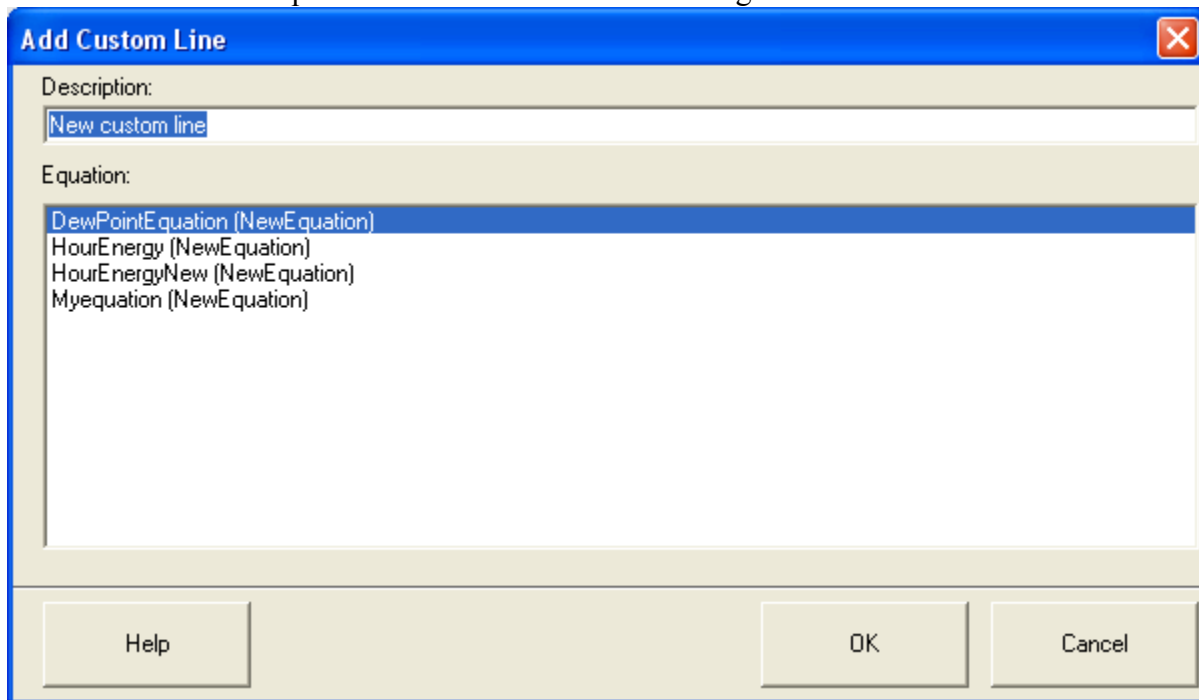 Add Custom Line
Description:
New custom line
Equation:
DewPointEquation (NewEquation)
HourEnergy (NewEquation)
HourEnergyNew (NewEquation)
Myequation (NewEquation)
Help OK Cancel